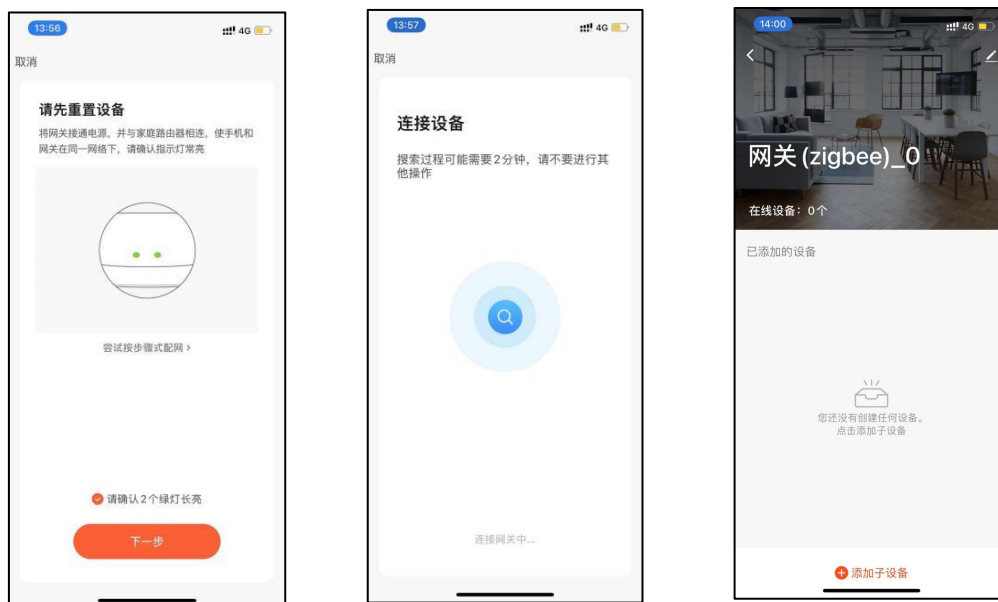 13:56
4G
取消
请先重置设备
将网关接通电源，并与家庭路由器相连，使手机和
网关在同一网络下，请确认指示灯常亮
尝试按步骤式配网 >
请确认2个绿灯长亮
下一步
13:57
4G
取消
连接设备
搜索过程可能需要2分钟，请不要进行其
他操作
连接网关中...
14:00
4G
网关 (zigbee)_0
在线设备：0个
已添加的设备
您还没有创建任何设备。
点击添加子设备
添加子设备